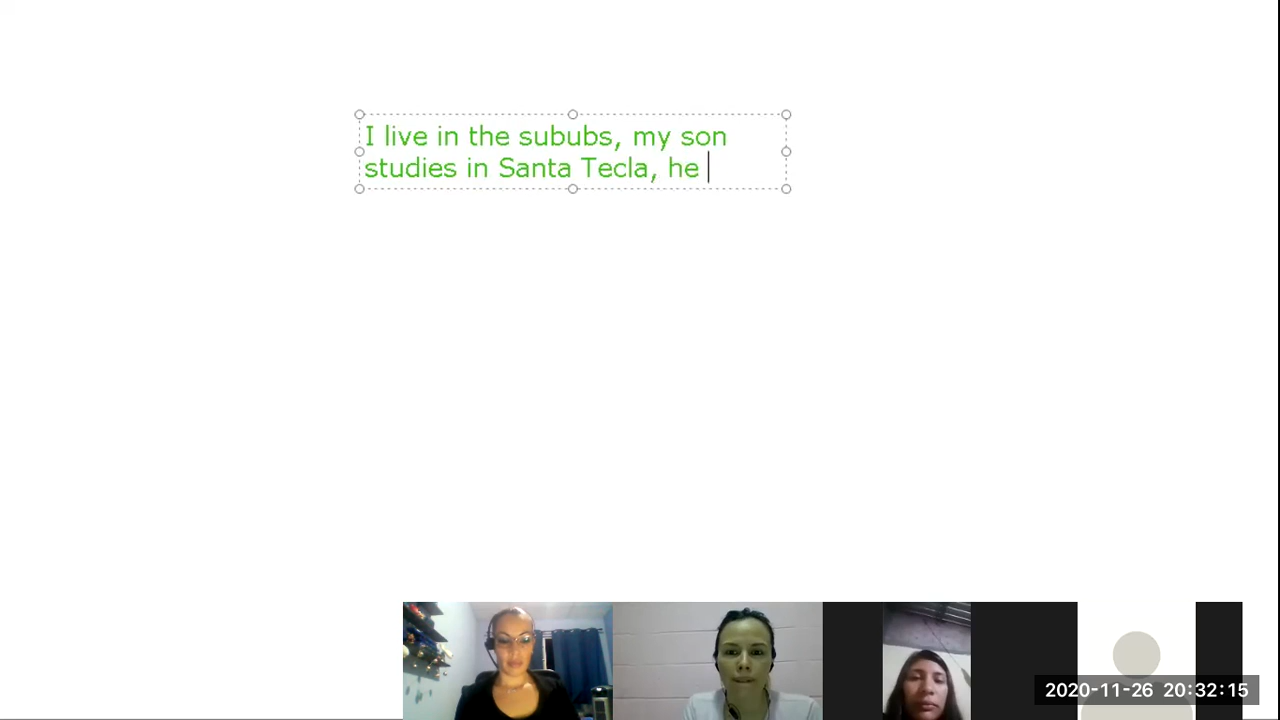 I live in the sububs, my son
studies in Santa Tecla, he
2020-11-26 20:32:15